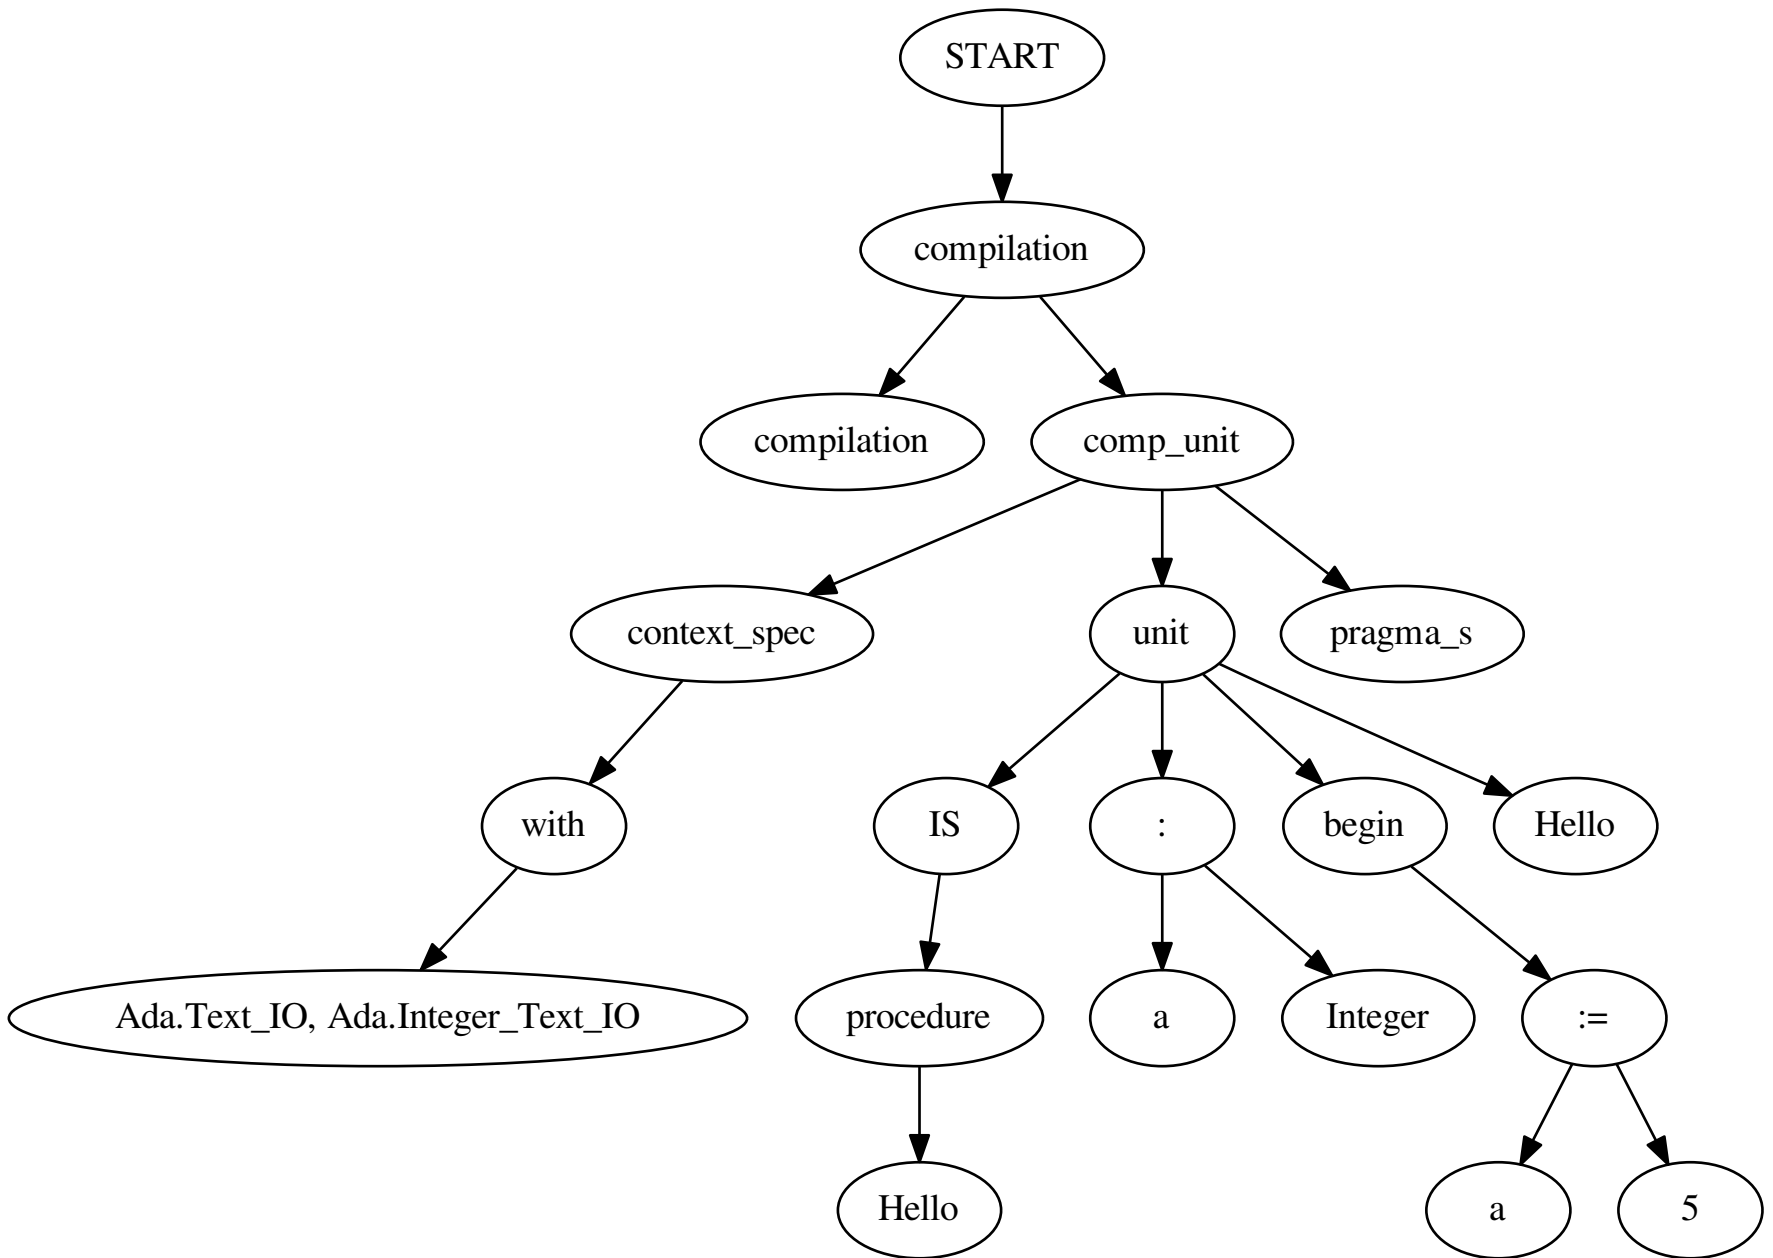 START
compilation
compilation
comp_unit
context_spec
unit
pragma_s
with
IS
:
begin
Hello
Ada.Text_IO, Ada.Integer_Text_IO
procedure
a
Integer
:=
Hello
a
5